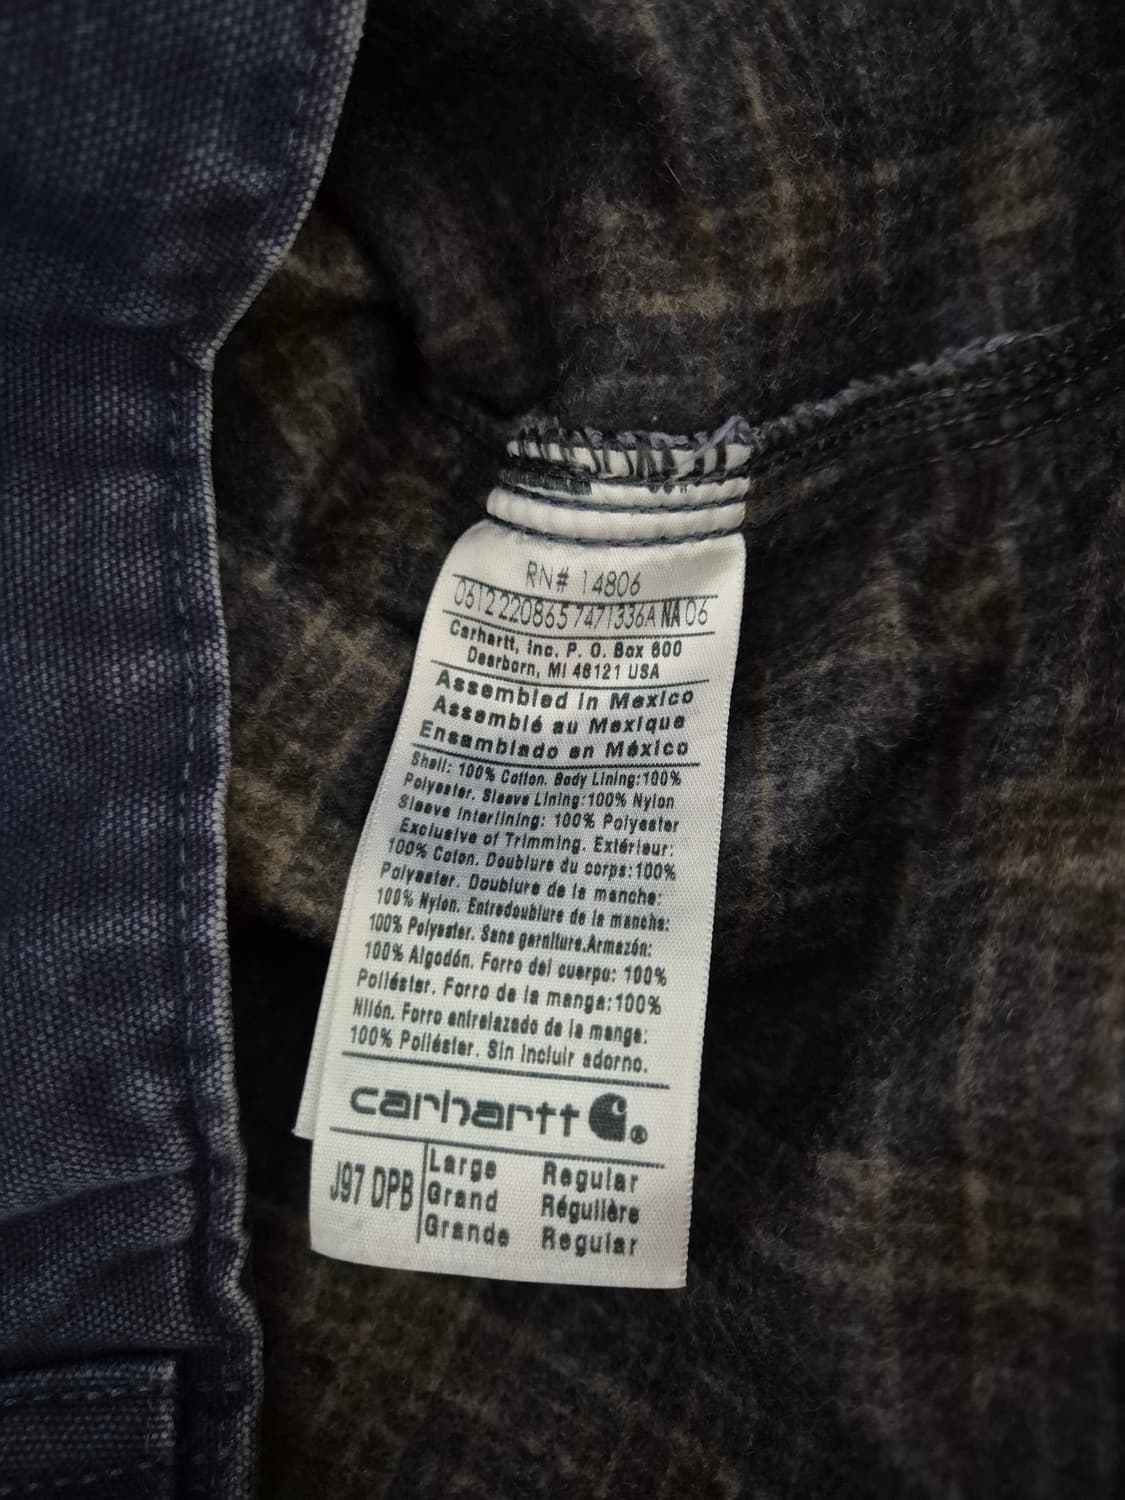 RN# 14806
0612 220865 7471336A NA 06
Carhartt, Inc. P. O. Box 600
Dearborn, MI 48121 USA
Assembled in Mexico
Assemblé au Mexique
Ensamblado en México
Shell: 100% Cotton. Body Lining:100%
Polyester. Sleeve Lining:100% Nylon
Sleeve Interlining: 100% Polyester
Exclusive of Trimming. Extérieur:
100% Coton. Doublure du corps:100%
Polyester. Doublure de la manche:
100% Nylon. Entredoublure de la manche:
100% Polyester. Sans garniture.Armazón:
100% Algodón. Forro del cuerpo: 100%
Poliéster. Forro de la manga:100%
Nilón. Forro entrelazado de la manga:
100% Poliéster. Sin incluir adorno.
carhartt ®
J97 DPB
Large Regular
Grand Régulière
Grande Regular